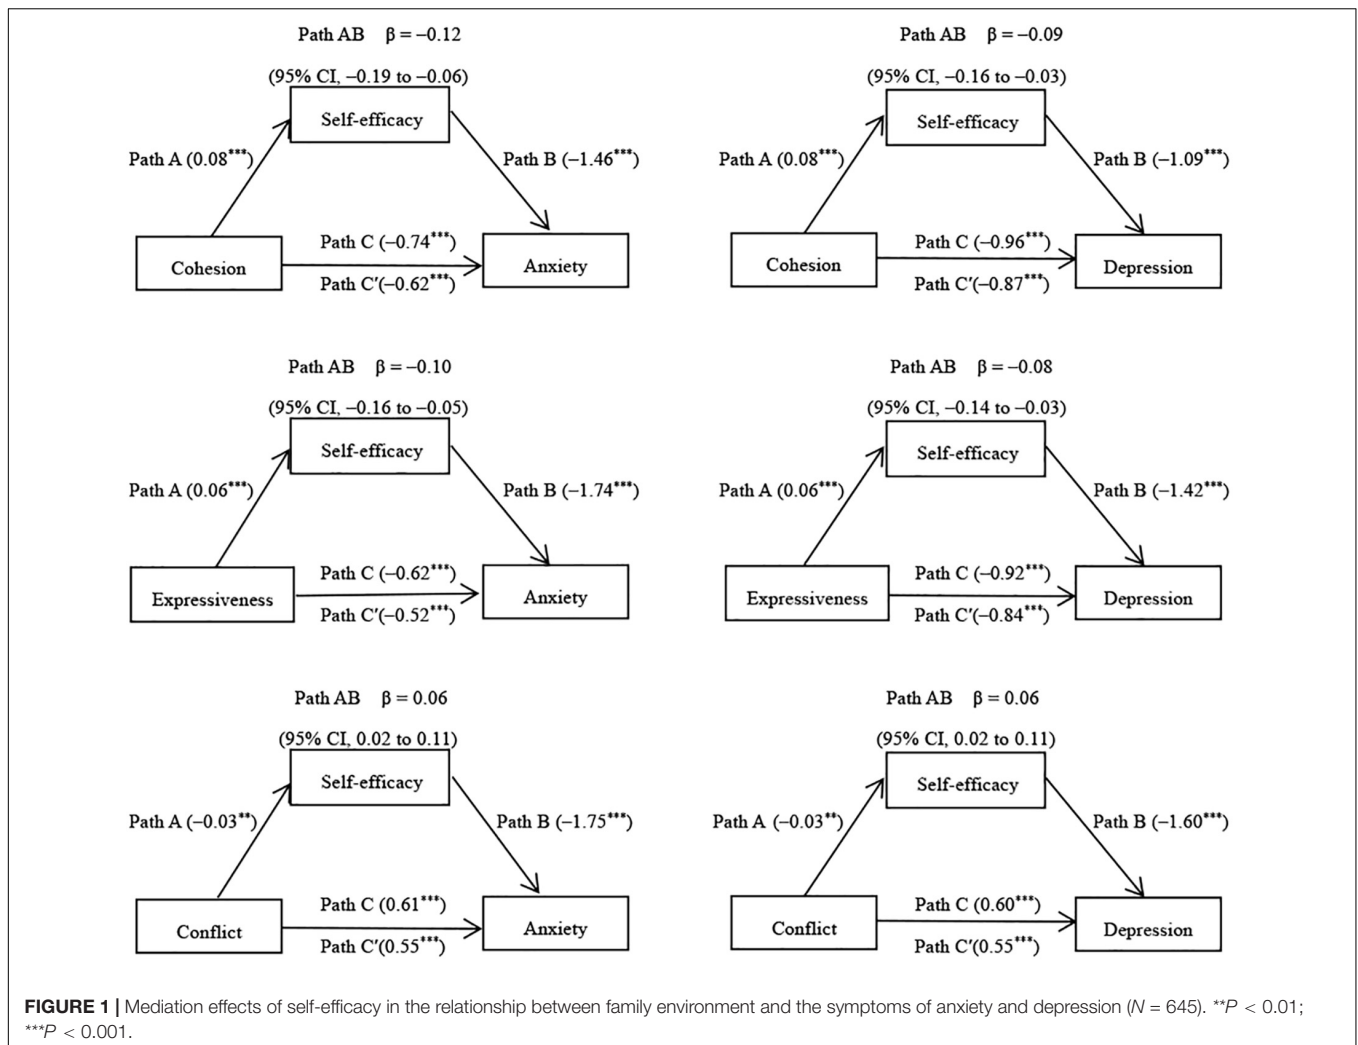 Path AB β = –0.12
(95% CI, –0.19 to –0.06)
Self-efficacy
Path A (0.08***)
Path B (–1.46***)
Path C (–0.74***)
Cohesion
Anxiety
Path C′(–0.62***)
Path AB β = –0.09
(95% CI, –0.16 to –0.03)
Self-efficacy
Path A (0.08***)
Path B (–1.09***)
Path C (–0.96***)
Cohesion
Depression
Path C′(–0.87***)
Path AB β = –0.10
(95% CI, –0.16 to –0.05)
Self-efficacy
Path A (0.06***)
Path B (–1.74***)
Path C (–0.62***)
Expressiveness
Anxiety
Path C′(–0.52***)
Path AB β = –0.08
(95% CI, –0.14 to –0.03)
Self-efficacy
Path A (0.06***)
Path B (–1.42***)
Path C (–0.92***)
Expressiveness
Depression
Path C′(–0.84***)
Path AB β = 0.06
(95% CI, 0.02 to 0.11)
Self-efficacy
Path A (–0.03**)
Path B (–1.75***)
Path C (0.61***)
Conflict
Anxiety
Path C′(0.55***)
Path AB β = 0.06
(95% CI, 0.02 to 0.11)
Self-efficacy
Path A (–0.03**)
Path B (–1.60***)
Path C (0.60***)
Conflict
Depression
Path C′(0.55***)
FIGURE 1 | Mediation effects of self-efficacy in the relationship between family environment and the symptoms of anxiety and depression (N = 645). **P < 0.01;
***P < 0.001.